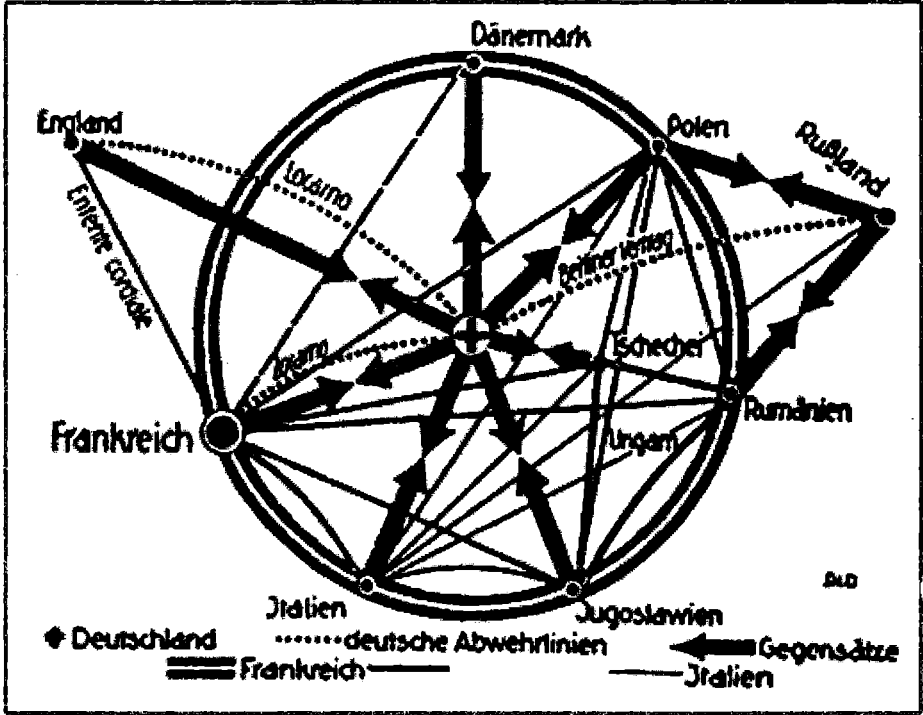 Dänemark
England
Polen
Rußland
Locarno
Entente cordiale
Berliner Vertrag
Locarno
Tschechei
Rumänien
Frankreich
Ungarn
Italien
Jugoslawien
Deutschland
deutsche Abwehrlinien
Gegensätze
Frankreich
Italien